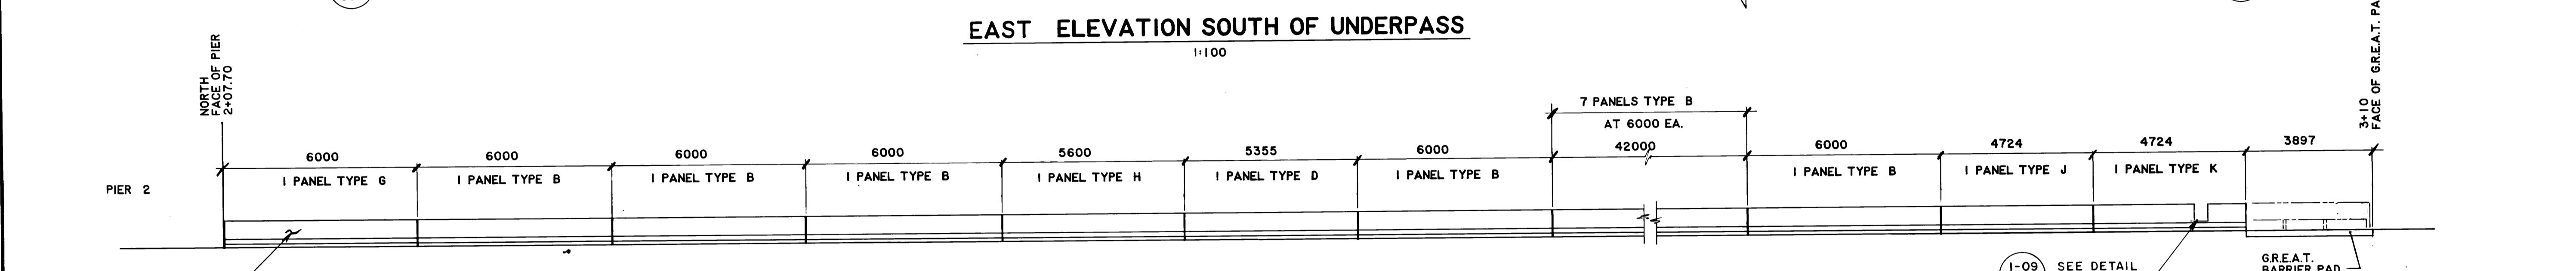 EAST ELEVATION SOUTH OF UNDERPASS
1:100
NORTH
FACE OF PIER
2+07.70
3+10
FACE OF G.R.E.A.T. PA
7 PANELS TYPE B
AT 6000 EA.
6000
6000
6000
6000
5600
5355
6000
42000
6000
4724
4724
3897
PIER 2
1 PANEL TYPE G
1 PANEL TYPE B
1 PANEL TYPE B
1 PANEL TYPE B
1 PANEL TYPE H
1 PANEL TYPE D
1 PANEL TYPE B
1 PANEL TYPE B
1 PANEL TYPE J
1 PANEL TYPE K
1-09 SEE DETAIL
G.R.E.A.T.
BARRIER PAD